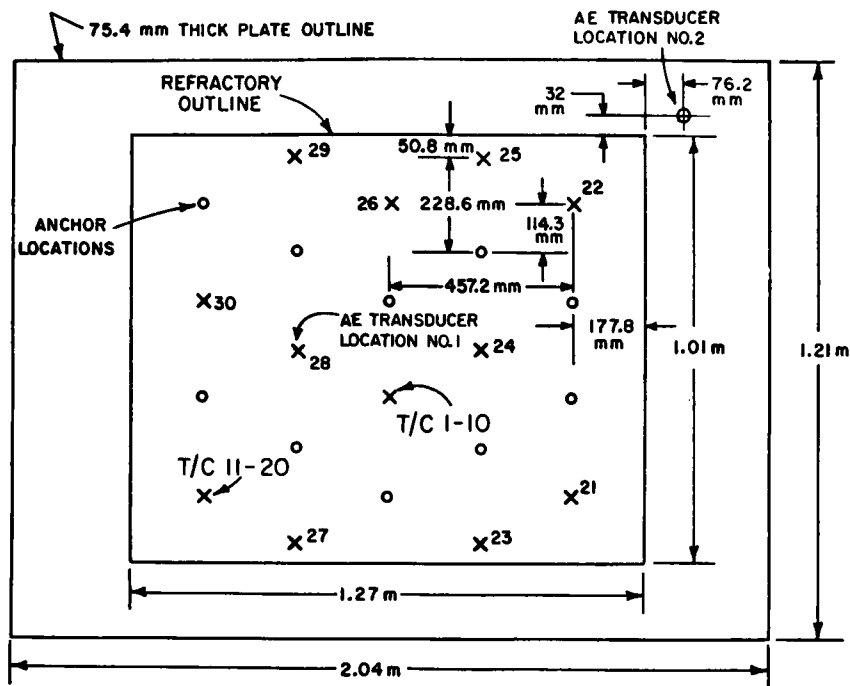 75.4 mm THICK PLATE OUTLINE
AE TRANSDUCER
LOCATION NO.2
REFRACTORY
OUTLINE
32
mm
76.2
mm
29
50.8 mm
25
22
26
228.6 mm
114.3
mm
ANCHOR
LOCATIONS
457.2 mm
30
AE TRANSDUCER
LOCATION NO.1
177.8
mm
28
24
1.01 m
1.21 m
T/C 1-10
T/C 11-20
21
27
23
1.27 m
2.04 m